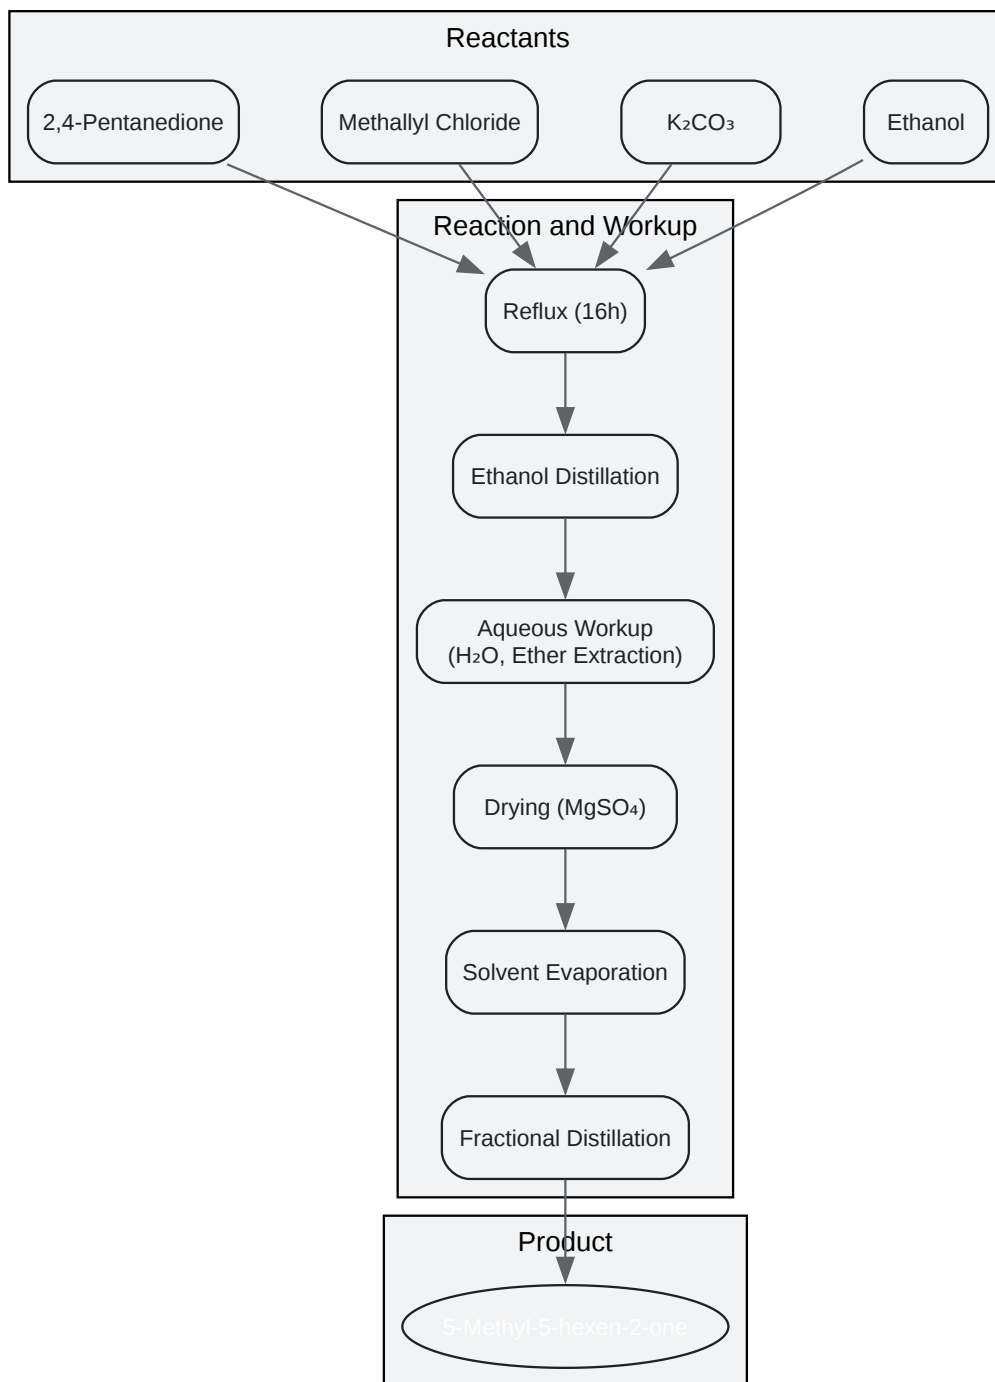 Reactants
2,4-Pentanedione
Methallyl Chloride
K₂CO₃
Ethanol
Reaction and Workup
Reflux (16h)
Ethanol Distillation
Aqueous Workup
(H₂O, Ether Extraction)
Drying (MgSO₄)
Solvent Evaporation
Fractional Distillation
Product
5-Methyl-5-hexen-2-one